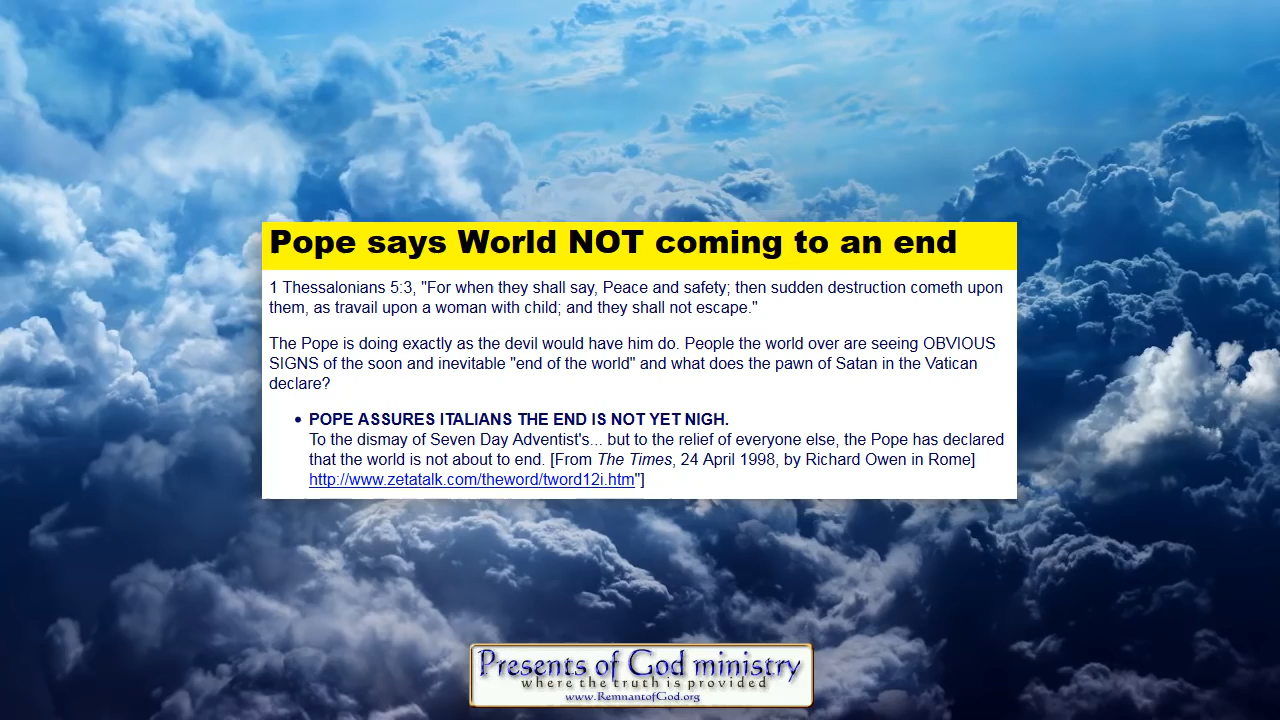 Pope says World NOT coming to an end
1 Thessalonians 5:3, "For when they shall say, Peace and safety; then sudden destruction cometh upon
them, as travail upon a woman with child; and they shall not escape."
The Pope is doing exactly as the devil would have him do. People the world over are seeing OBVIOUS
SIGNS of the soon and inevitable "end of the world" and what does the pawn of Satan in the Vatican
declare?
• POPE ASSURES ITALIANS THE END IS NOT YET NIGH.
To the dismay of Seven Day Adventist's... but to the relief of everyone else, the Pope has declared
that the world is not about to end. [From The Times, 24 April 1998, by Richard Owen in Rome]
http://www.zetatalk.com/theword/tword12i.htm"]
Presents of God ministry
where the truth is provided
www.RemnantofGod.org